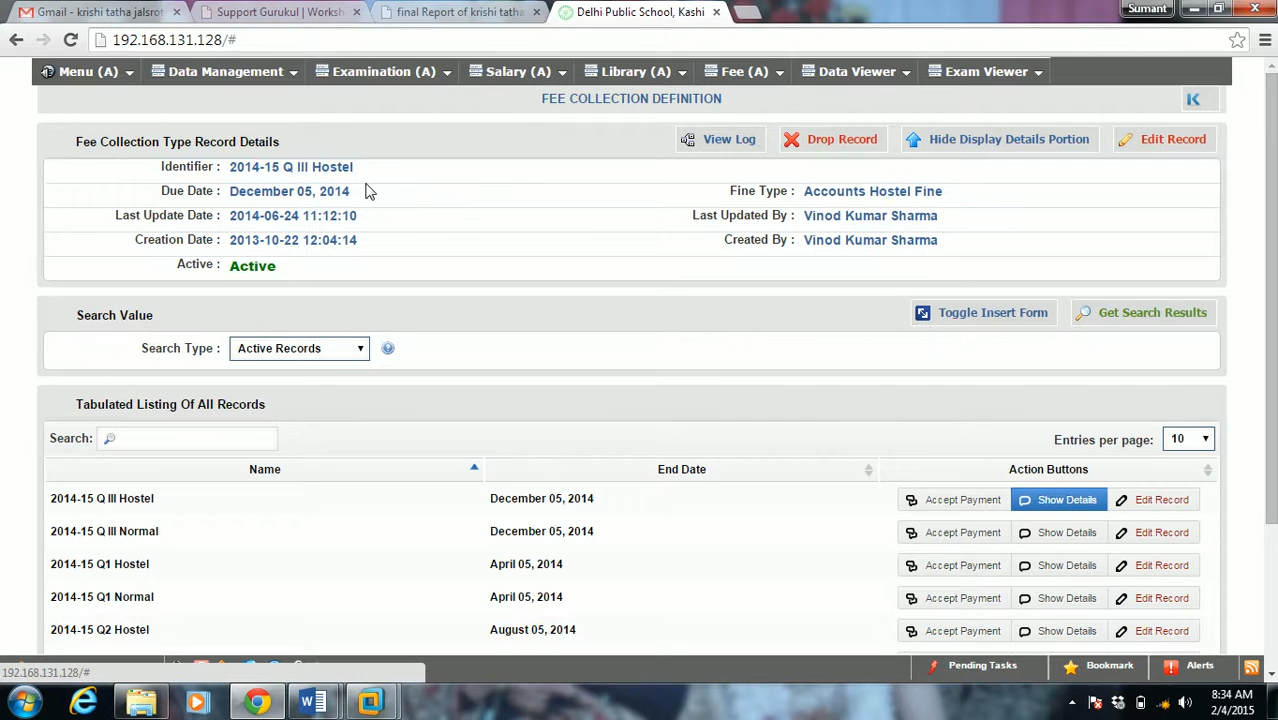 Gmail - krishi tatha jalsrot
Support Gurukul | Worksh
final Report of krishi tatha
Delhi Public School, Kashi
Sumant
192.168.131.128/#
Menu (A)
Data Management
Examination (A)
Salary (A)
Library (A)
Fee (A)
Data Viewer
Exam Viewer
FEE COLLECTION DEFINITION
Fee Collection Type Record Details
View Log
Drop Record
Hide Display Details Portion
Edit Record
Identifier : 2014-15 Q III Hostel
Due Date : December 05, 2014 Fine Type : Accounts Hostel Fine
Last Update Date : 2014-06-24 11:12:10 Last Updated By : Vinod Kumar Sharma
Creation Date : 2013-10-22 12:04:14 Created By : Vinod Kumar Sharma
Active : Active
Search Value
Toggle Insert Form
Get Search Results
Search Type : Active Records
Tabulated Listing Of All Records
Search: Entries per page: 10
Name End Date Action Buttons
2014-15 Q III Hostel December 05, 2014 Accept Payment Show Details Edit Record
2014-15 Q III Normal December 05, 2014 Accept Payment Show Details Edit Record
2014-15 Q1 Hostel April 05, 2014 Accept Payment Show Details Edit Record
2014-15 Q1 Normal April 05, 2014 Accept Payment Show Details Edit Record
2014-15 Q2 Hostel August 05, 2014 Accept Payment Show Details Edit Record
192.168.131.128/#
Pending Tasks
Bookmark
Alerts
8:34 AM
2/4/2015